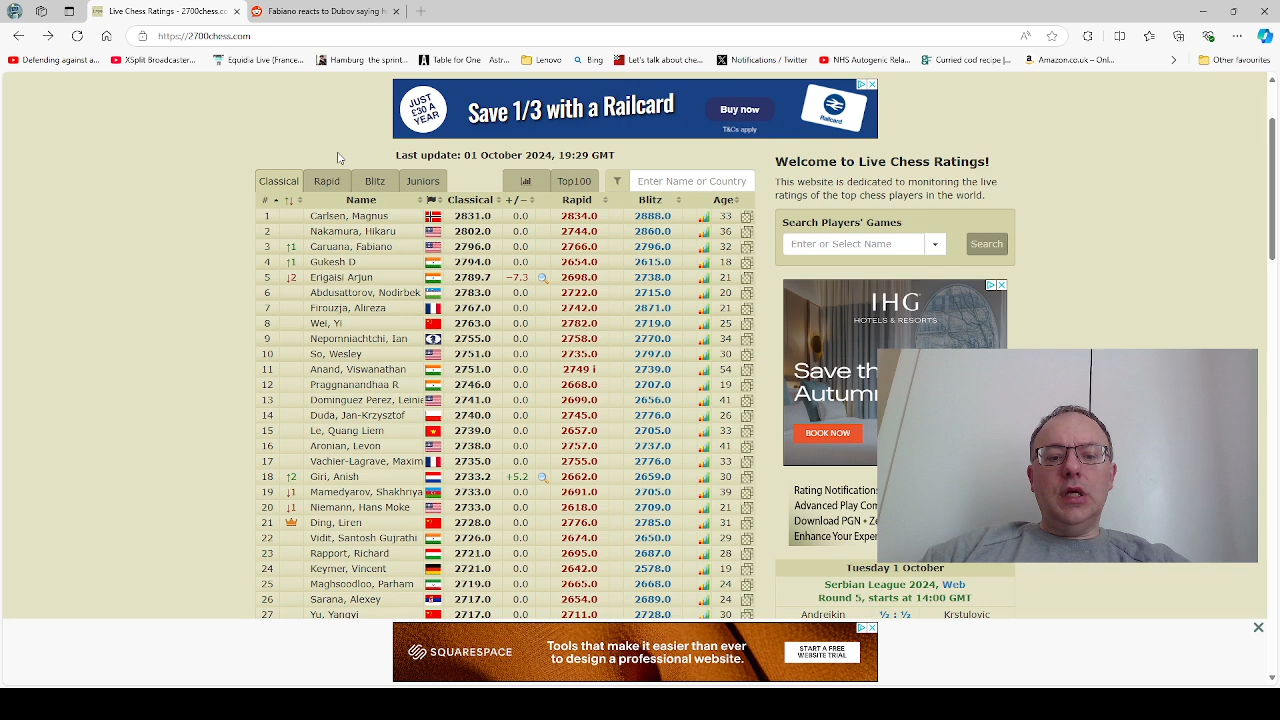 Live Chess Ratings - 2700chess.com
Fabiano reacts to Dubov saying h
https://2700chess.com
Defending against a...
XSplit Broadcaster...
Equidia Live (France...
Hamburg the sprint...
Table for One Astr...
Lenovo
Bing
Let's talk about che...
Notifications / Twitter
NHS Autogenic Rela...
Curried cod recipe |...
Amazon.co.uk – Onl...
Other favourites
JUST £30 A YEAR
Save 1/3 with a Railcard
Buy now
T&Cs apply
Railcard
Last update: 01 October 2024, 19:29 GMT
Classical Rapid Blitz Juniors Top100 Enter Name or Country
# Name Classical +/− Rapid Blitz Age
1 Carlsen, Magnus 2831.0 0.0 2834.0 2888.0 33
2 Nakamura, Hikaru 2802.0 0.0 2744.0 2860.0 36
3 ↑1 Caruana, Fabiano 2796.0 0.0 2766.0 2796.0 32
4 ↑1 Gukesh D 2794.0 0.0 2654.0 2615.0 18
5 ↓2 Erigaisi Arjun 2789.7 −7.3 2698.0 2738.0 21
6 Abdusattorov, Nodirbek 2783.0 0.0 2722.0 2715.0 20
7 Firouzja, Alireza 2767.0 0.0 2742.0 2871.0 21
8 Wei, Yi 2763.0 0.0 2782.0 2719.0 25
9 Nepomniachtchi, Ian 2755.0 0.0 2758.0 2770.0 34
10 So, Wesley 2751.0 0.0 2735.0 2797.0 30
11 Anand, Viswanathan 2751.0 0.0 2749 i 2739.0 54
12 Praggnanandhaa R 2746.0 0.0 2668.0 2707.0 19
13 Dominguez Perez, Leinie 2741.0 0.0 2699.0 2656.0 41
14 Duda, Jan-Krzysztof 2740.0 0.0 2745.0 2776.0 26
15 Le, Quang Liem 2739.0 0.0 2657.0 2705.0 33
16 Aronian, Levon 2738.0 0.0 2757.0 2737.0 41
17 Vachier-Lagrave, Maxim 2735.0 0.0 2755.0 2776.0 33
18 ↑2 Giri, Anish 2733.2 +5.2 2662.0 2659.0 30
19 ↓1 Mamedyarov, Shakhriya 2733.0 0.0 2691.0 2705.0 39
20 ↓1 Niemann, Hans Moke 2733.0 0.0 2618.0 2709.0 21
21 Ding, Liren 2728.0 0.0 2776.0 2785.0 31
22 Vidit, Santosh Gujrathi 2726.0 0.0 2674.0 2650.0 29
23 Rapport, Richard 2721.0 0.0 2695.0 2687.0 28
24 Keymer, Vincent 2721.0 0.0 2642.0 2578.0 19
25 Maghsoodloo, Parham 2719.0 0.0 2665.0 2668.0 24
26 Sarana, Alexey 2717.0 0.0 2654.0 2689.0 24
27 Yu, Yangyi 2717.0 0.0 2711.0 2728.0 30
Welcome to Live Chess Ratings!
This website is dedicated to monitoring the live
ratings of the top chess players in the world.
Search Players' Games
Enter or Select Name Search
IHG
HOTELS & RESORTS
Save th
Autumn
BOOK NOW
Rating Notifications
Advanced Play Com
Download PGN • Ze
Enhance Your Exper
Tuesday 1 October
Serbian League 2024, Web
Round 5, starts at 14:00 GMT
Andreikin ½ : ½ Krstulovic
SQUARESPACE
Tools that make it easier than ever
to design a professional website.
START A FREE
WEBSITE TRIAL